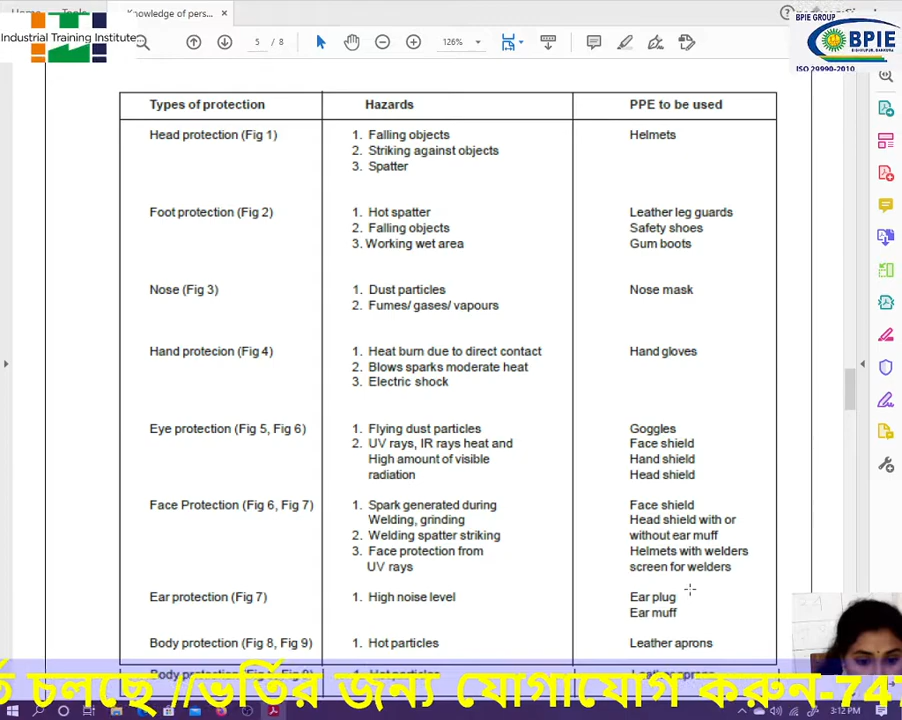 Home Tools Knowledge of pers... ×
Industrial Training Institute
5 / 8 126%
BPIE GROUP
BPIE
ISO 29990-2010
Types of protection Hazards PPE to be used
Head protection (Fig 1) 1. Falling objects Helmets
2. Striking against objects
3. Spatter
Foot protection (Fig 2) 1. Hot spatter Leather leg guards
2. Falling objects Safety shoes
3. Working wet area Gum boots
Nose (Fig 3) 1. Dust particles Nose mask
2. Fumes/ gases/ vapours
Hand protecion (Fig 4) 1. Heat burn due to direct contact Hand gloves
2. Blows sparks moderate heat
3. Electric shock
Eye protection (Fig 5, Fig 6) 1. Flying dust particles Goggles
2. UV rays, IR rays heat and Face shield
High amount of visible Hand shield
radiation Head shield
Face Protection (Fig 6, Fig 7) 1. Spark generated during Face shield
Welding, grinding Head shield with or
2. Welding spatter striking without ear muff
3. Face protection from Helmets with welders
UV rays screen for welders
Ear protection (Fig 7) 1. High noise level Ear plug
Ear muff
Body protection (Fig 8, Fig 9) 1. Hot particles Leather aprons
চলছে //ভর্তির জন্য যোগাযোগ করুন-74
3:12 PM